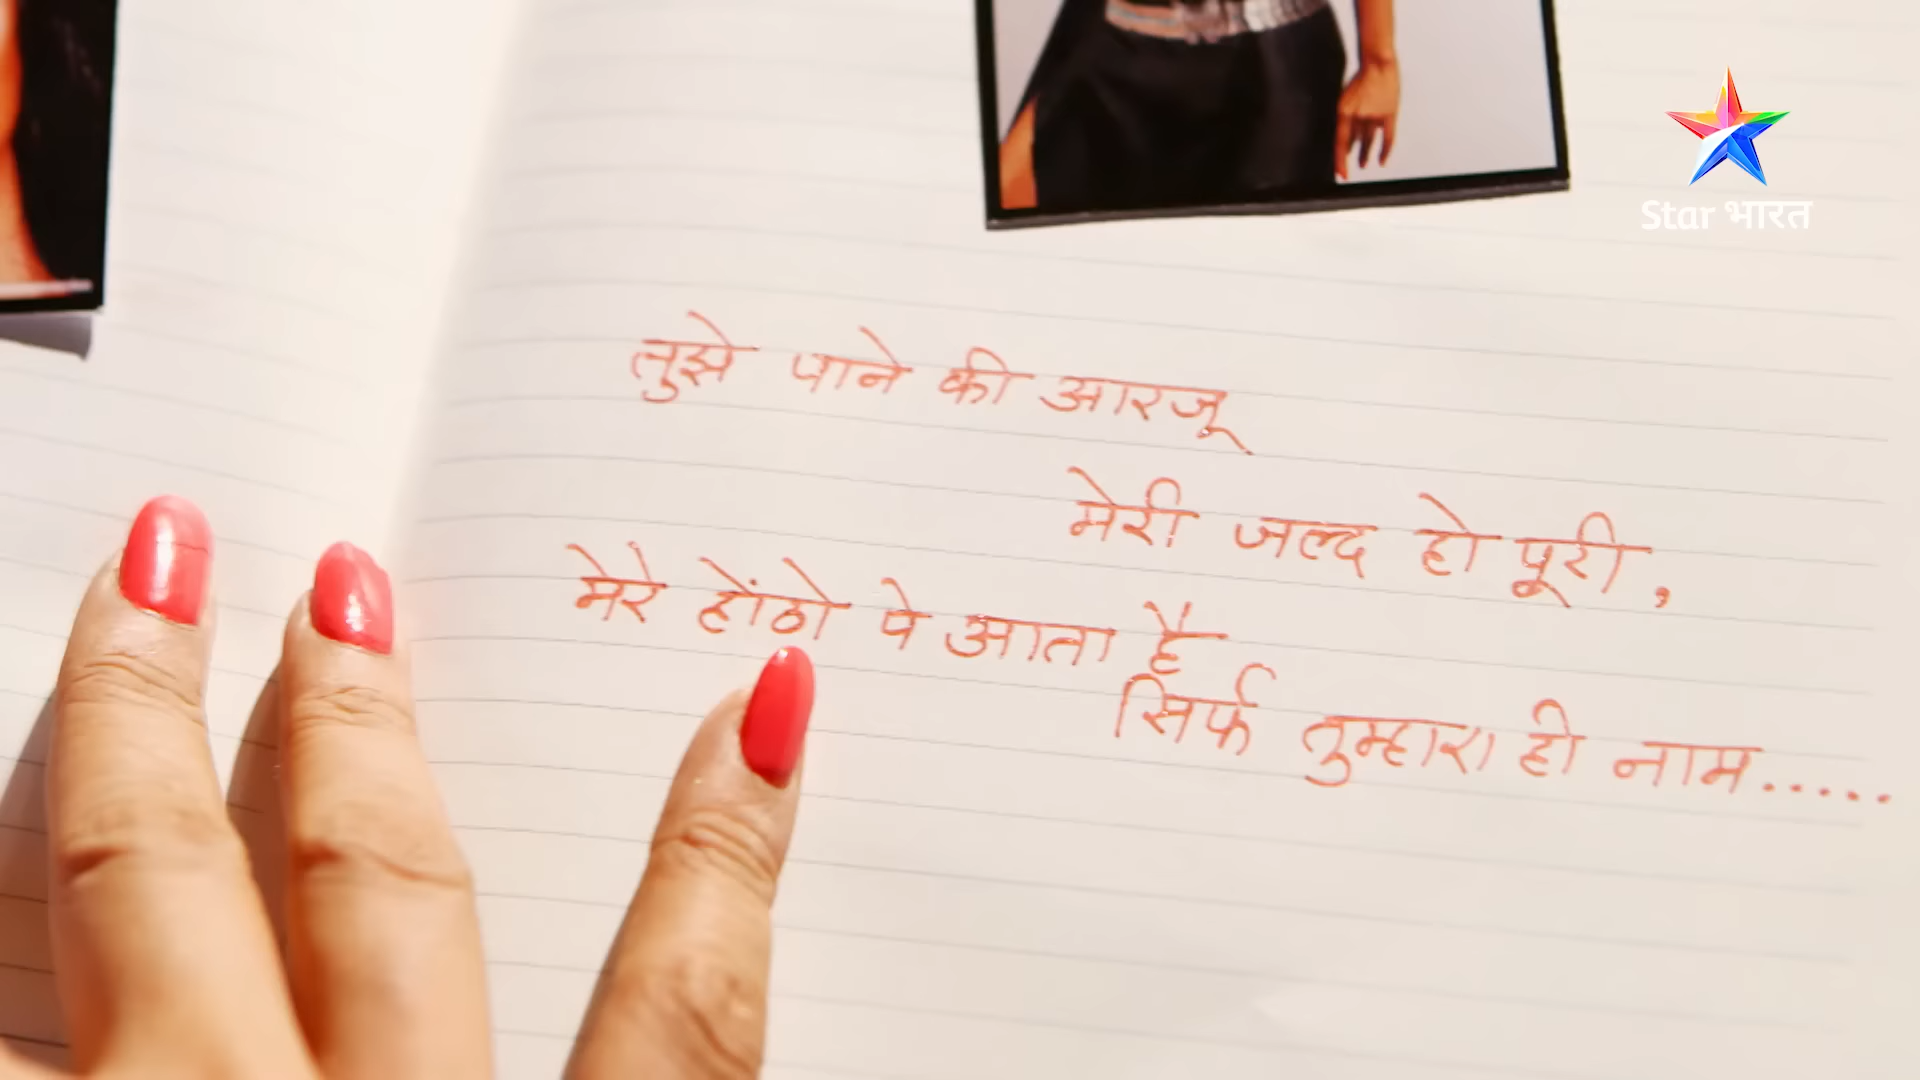 Star भारत
तुझे पाने की आरजू
मेरी जल्द हो पूरी,
मेरे होंठो पे आता है
सिर्फ तुम्हारा ही नाम.....